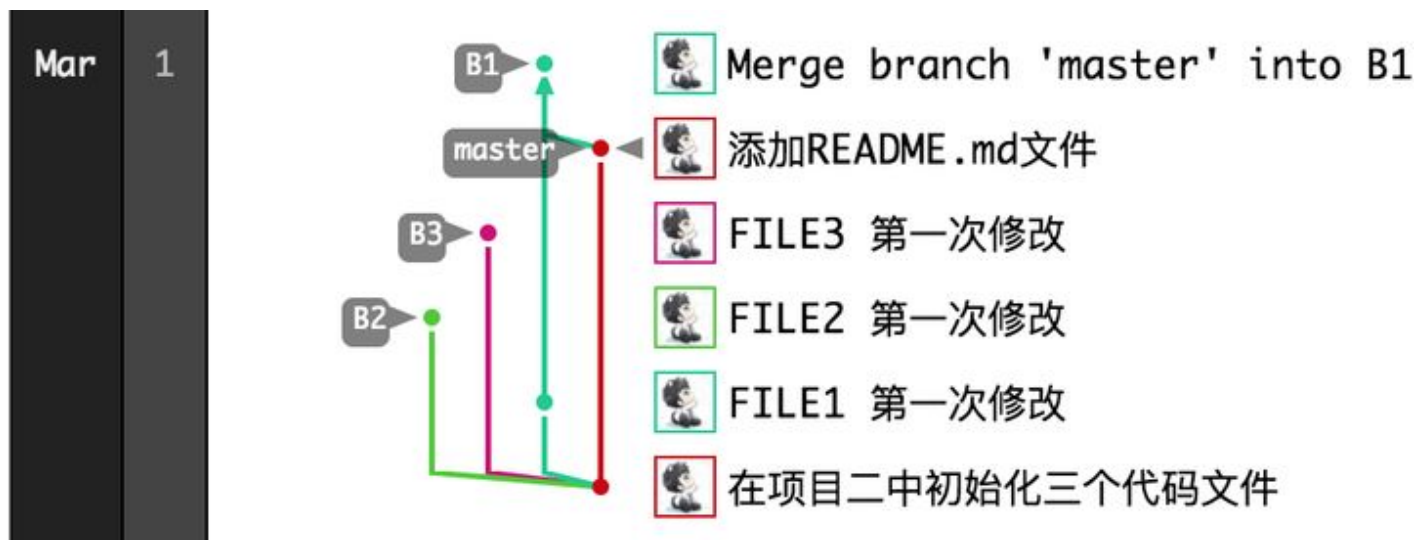 Mar 1 B1 Merge branch 'master' into B1
master 添加README.md文件
B3 FILE3 第一次修改
B2 FILE2 第一次修改
FILE1 第一次修改
在项目二中初始化三个代码文件